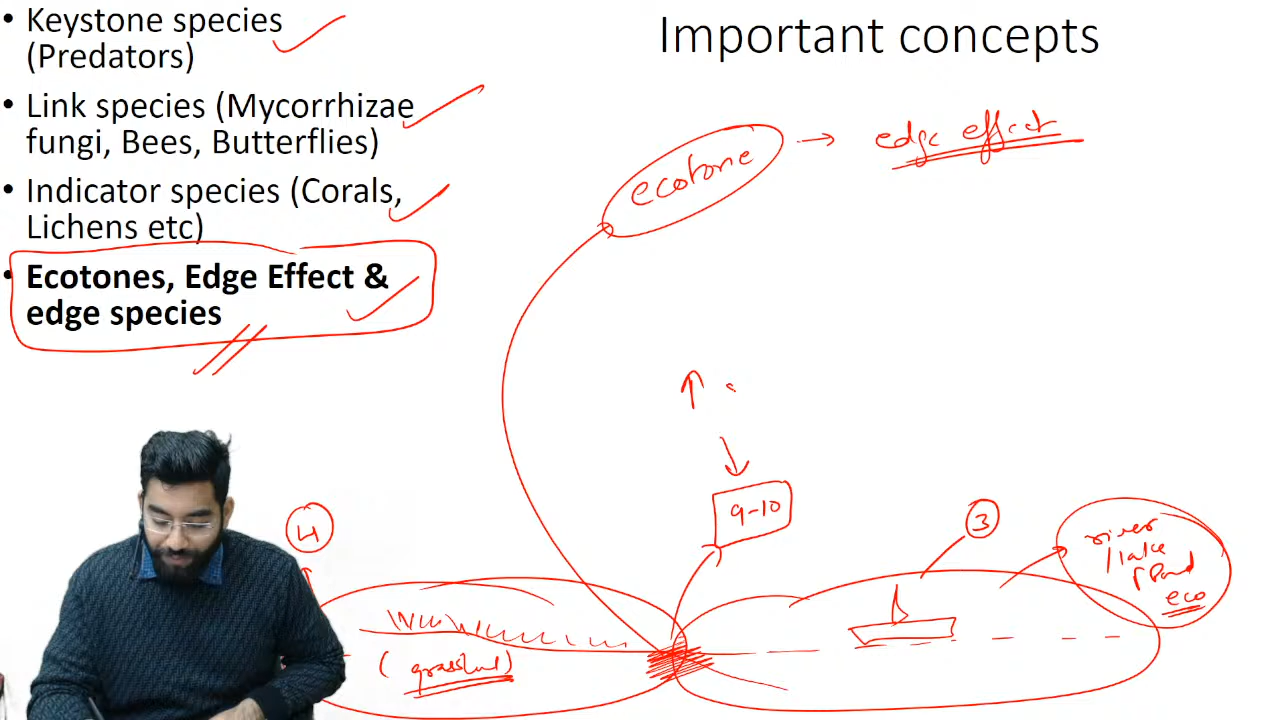 • Keystone species
(Predators)
• Link species (Mycorrhizae
fungi, Bees, Butterflies)
• Indicator species (Corals,
Lichens etc)
• Ecotones, Edge Effect &
edge species
Important concepts
ecotone → edge effect
↑
9-10
4
3
(grassland)
river
/lake
/Pond
eco